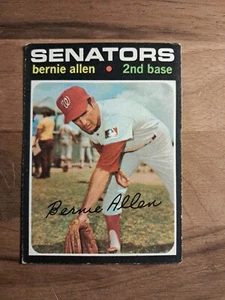 SENATORS
bernie allen • 2nd base
W
Bernie Allen